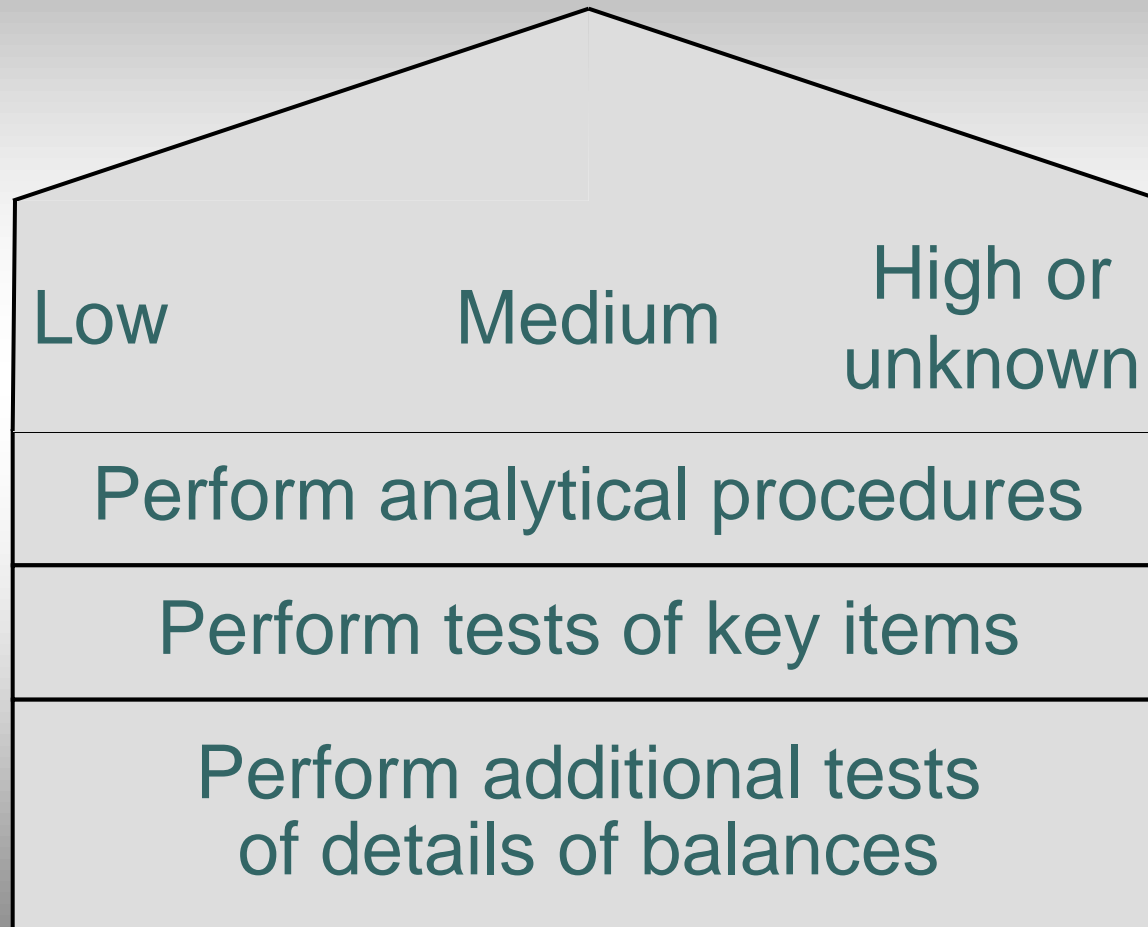 Low
Medium
High or
unknown
Perform analytical procedures
Perform tests of key items
Perform additional tests
of details of balances